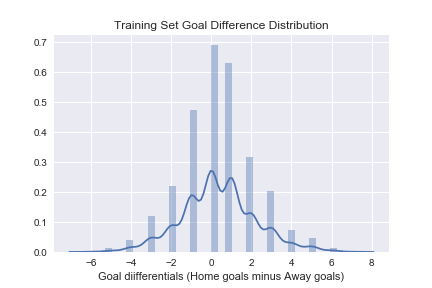 Training Set Goal Difference Distribution
0.7
0.6
0.5
0.4
0.3
0.2
0.1
0.0
−6 −4 −2 0 2 4 6 8
Goal diifferentials (Home goals minus Away goals)